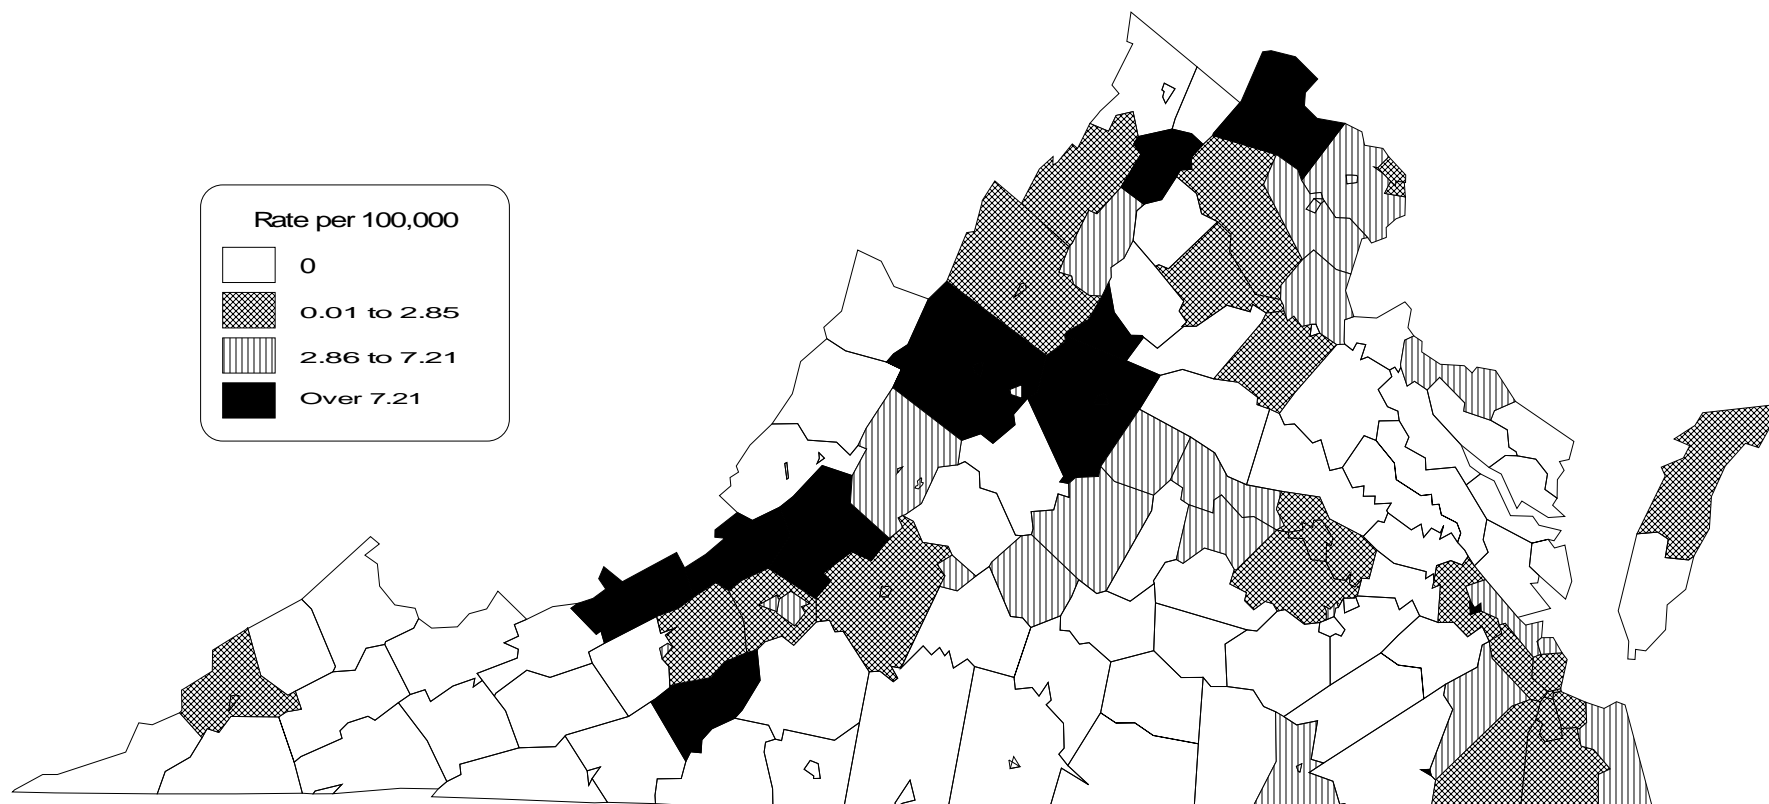 Rate per 100,000
0
0.01 to 2.85
2.86 to 7.21
Over 7.21